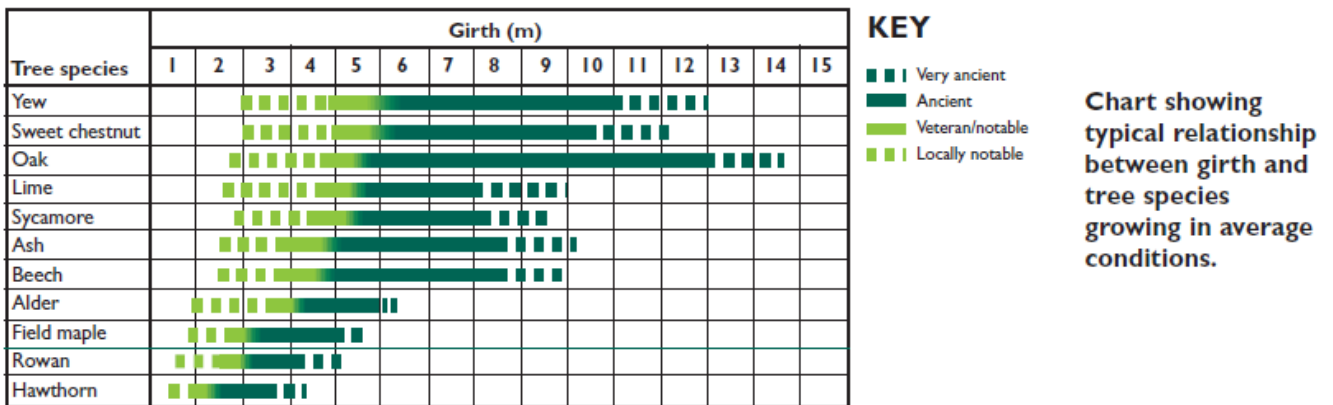 Girth (m)
Tree species 1 2 3 4 5 6 7 8 9 10 11 12 13 14 15
Yew
Sweet chestnut
Oak
Lime
Sycamore
Ash
Beech
Alder
Field maple
Rowan
Hawthorn
KEY
Very ancient
Ancient
Veteran/notable
Locally notable
Chart showing
typical relationship
between girth and
tree species
growing in average
conditions.